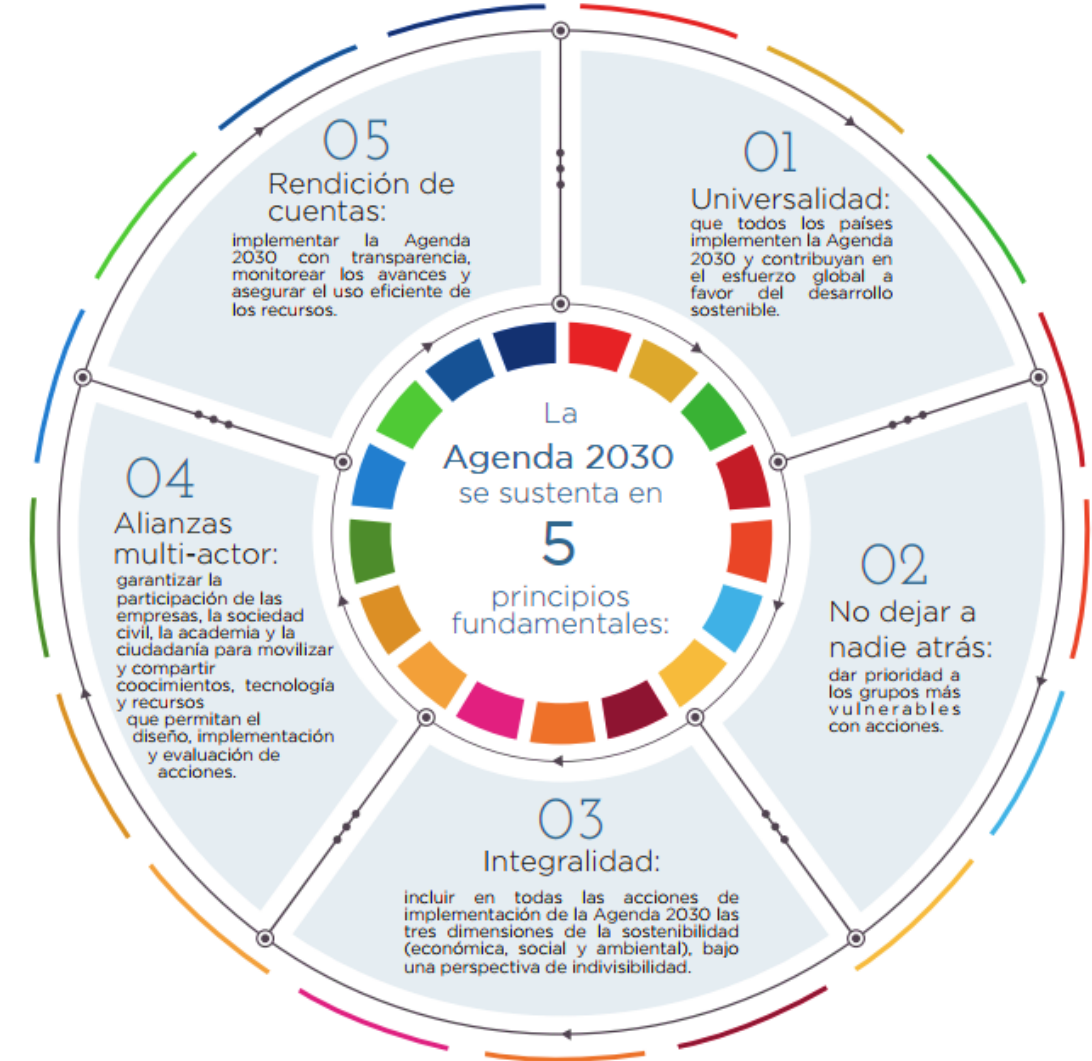 La
Agenda 2030
se sustenta en
5
principios
fundamentales:
01
Universalidad:
que todos los países
implementen la Agenda
2030 y contribuyan en
el esfuerzo global a
favor del desarrollo
sostenible.
02
No dejar a
nadie atrás:
dar prioridad a
los grupos más
vulnerables
con acciones.
03
Integralidad:
incluir en todas las acciones de
implementación de la Agenda 2030 las
tres dimensiones de la sostenibilidad
(económica, social y ambiental), bajo
una perspectiva de indivisibilidad.
04
Alianzas
multi-actor:
garantizar la
participación de las
empresas, la sociedad
civil, la academia y la
ciudadanía para movilizar
y compartir
coocimientos, tecnología
y recursos
que permitan el
diseño, implementación
y evaluación de
acciones.
05
Rendición de
cuentas:
implementar la Agenda
2030 con transparencia,
monitorear los avances y
asegurar el uso eficiente de
los recursos.